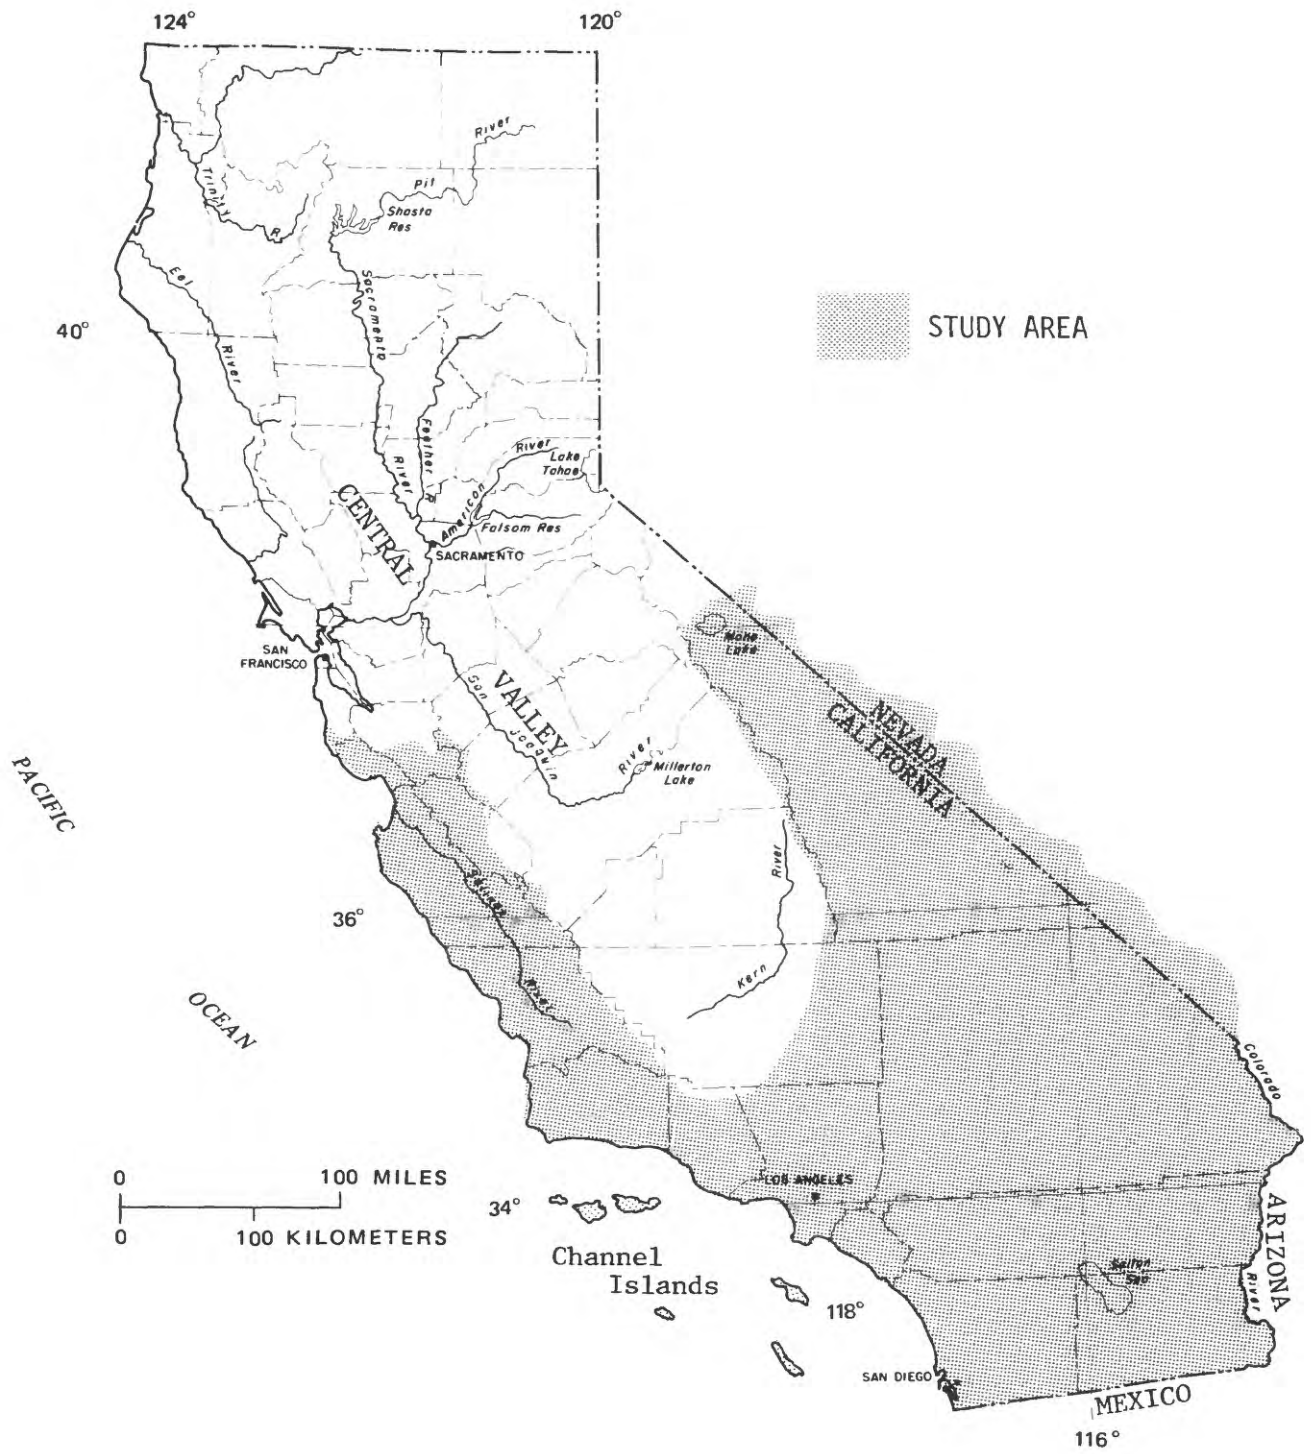 124°
120°
River
Pit
Trinity
R
Shasta
Res
Eel
River
Sacramento
River
40°
STUDY AREA
Feather R
American
River
Lake
Tahoe
Folsom Res
SACRAMENTO
CENTRAL
VALLEY
SAN
FRANCISCO
Mono
Lake
San
Joaquin
River
Millerton
Lake
NEVADA
CALIFORNIA
PACIFIC
OCEAN
Salinas
River
River
Kern
36°
Colorado
River
0 100 MILES
0 100 KILOMETERS
34°
LOS ANGELES
Channel
Islands
118°
Salton
Sea
ARIZONA
SAN DIEGO
MEXICO
116°